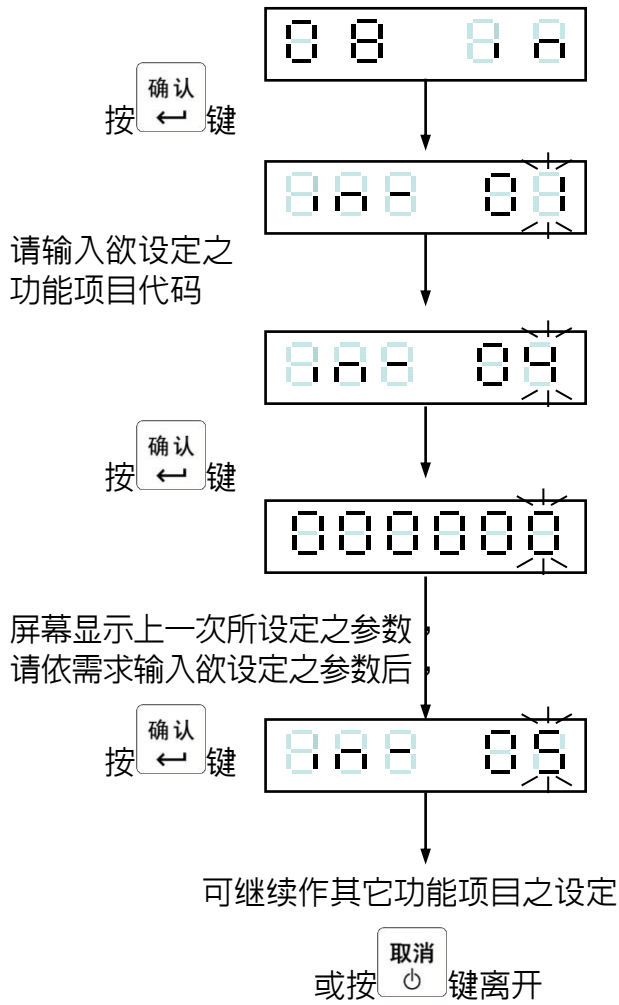 08 in
确认
按 ← 键
in- 01
请输入欲设定之
功能项目代码
in- 04
确认
按 ← 键
000000
屏幕显示上一次所设定之参数，
请依需求输入欲设定之参数后，
确认
按 ← 键
in- 05
可继续作其它功能项目之设定
取消
或按 键离开